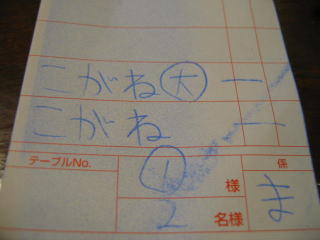 こがね 大 一
こがね 一
テーブルNo. 1 様 係 ま
2 名様